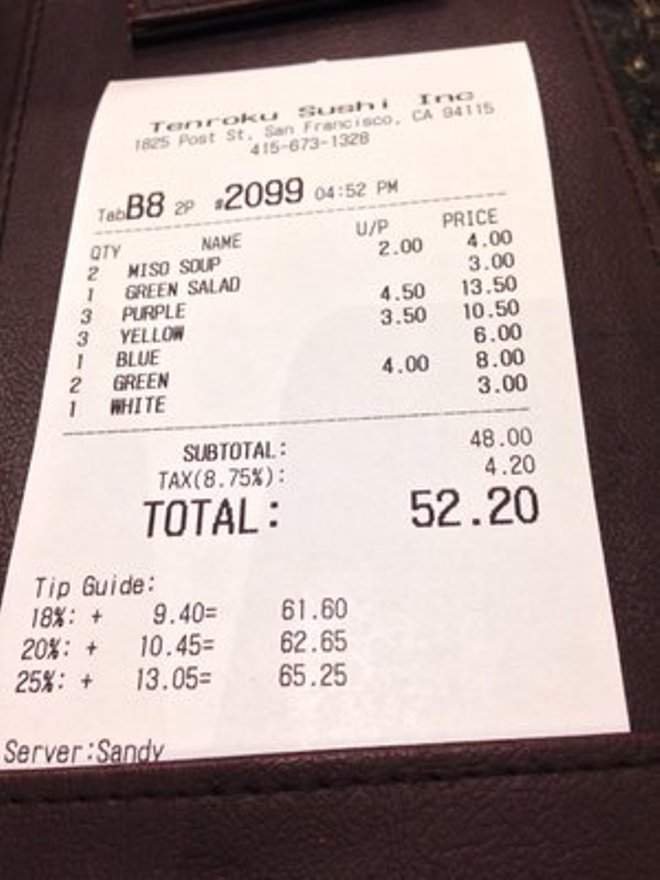 Tenroku Sushi Inc
1825 Post St, San Francisco, CA 94115
415-673-1328
TabB8 2P #2099 04:52 PM
QTY NAME U/P PRICE
2 MISO SOUP 2.00 4.00
1 GREEN SALAD 3.00
3 PURPLE 4.50 13.50
3 YELLOW 3.50 10.50
1 BLUE 6.00
2 GREEN 4.00 8.00
1 WHITE 3.00
SUBTOTAL: 48.00
TAX(8.75%): 4.20
TOTAL: 52.20
Tip Guide:
18%: + 9.40= 61.60
20%: + 10.45= 62.65
25%: + 13.05= 65.25
Server:Sandy